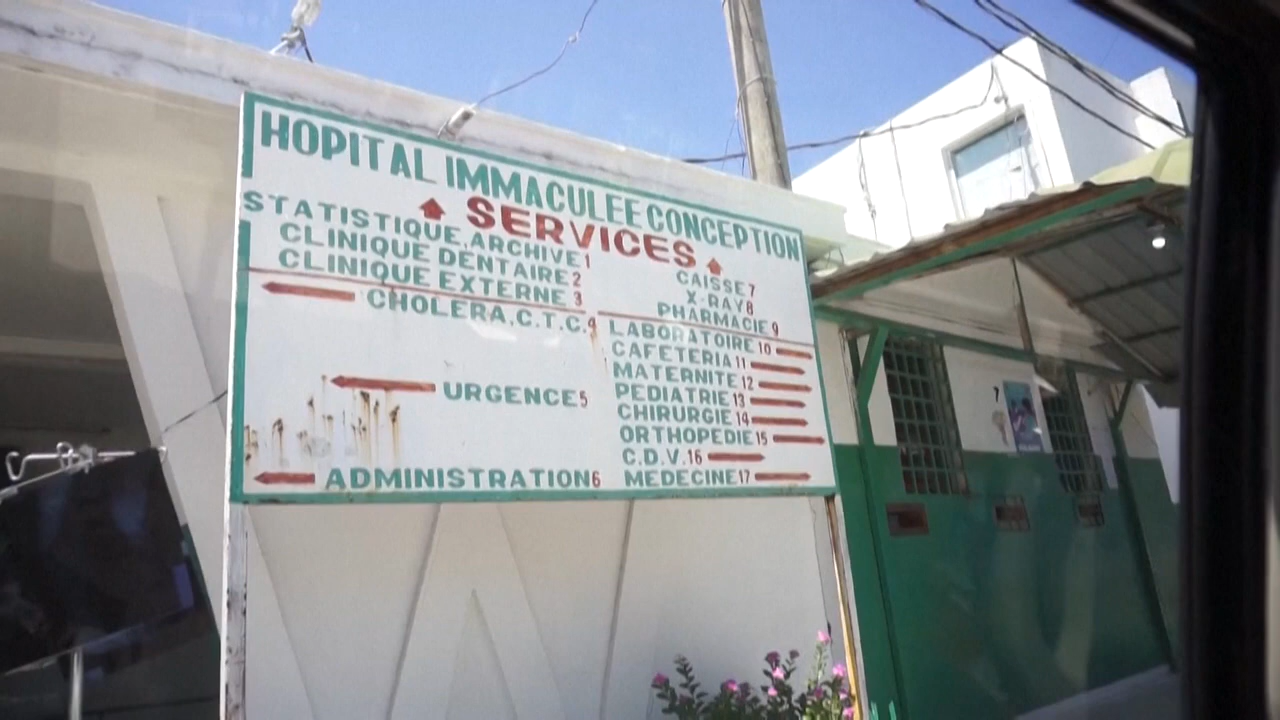 HOPITAL IMMACULEE CONCEPTION
SERVICES
STATISTIQUE, ARCHIVE 1
CLINIQUE DENTAIRE 2
CLINIQUE EXTERNE 3
CHOLERA, C.T.C. 4
URGENCE 5
ADMINISTRATION 6
CAISSE 7
X-RAY 8
PHARMACIE 9
LABORATOIRE 10
CAFETERIA 11
MATERNITE 12
PEDIATRIE 13
CHIRURGIE 14
ORTHOPEDIE 15
C.D.V. 16
MEDECINE 17
7